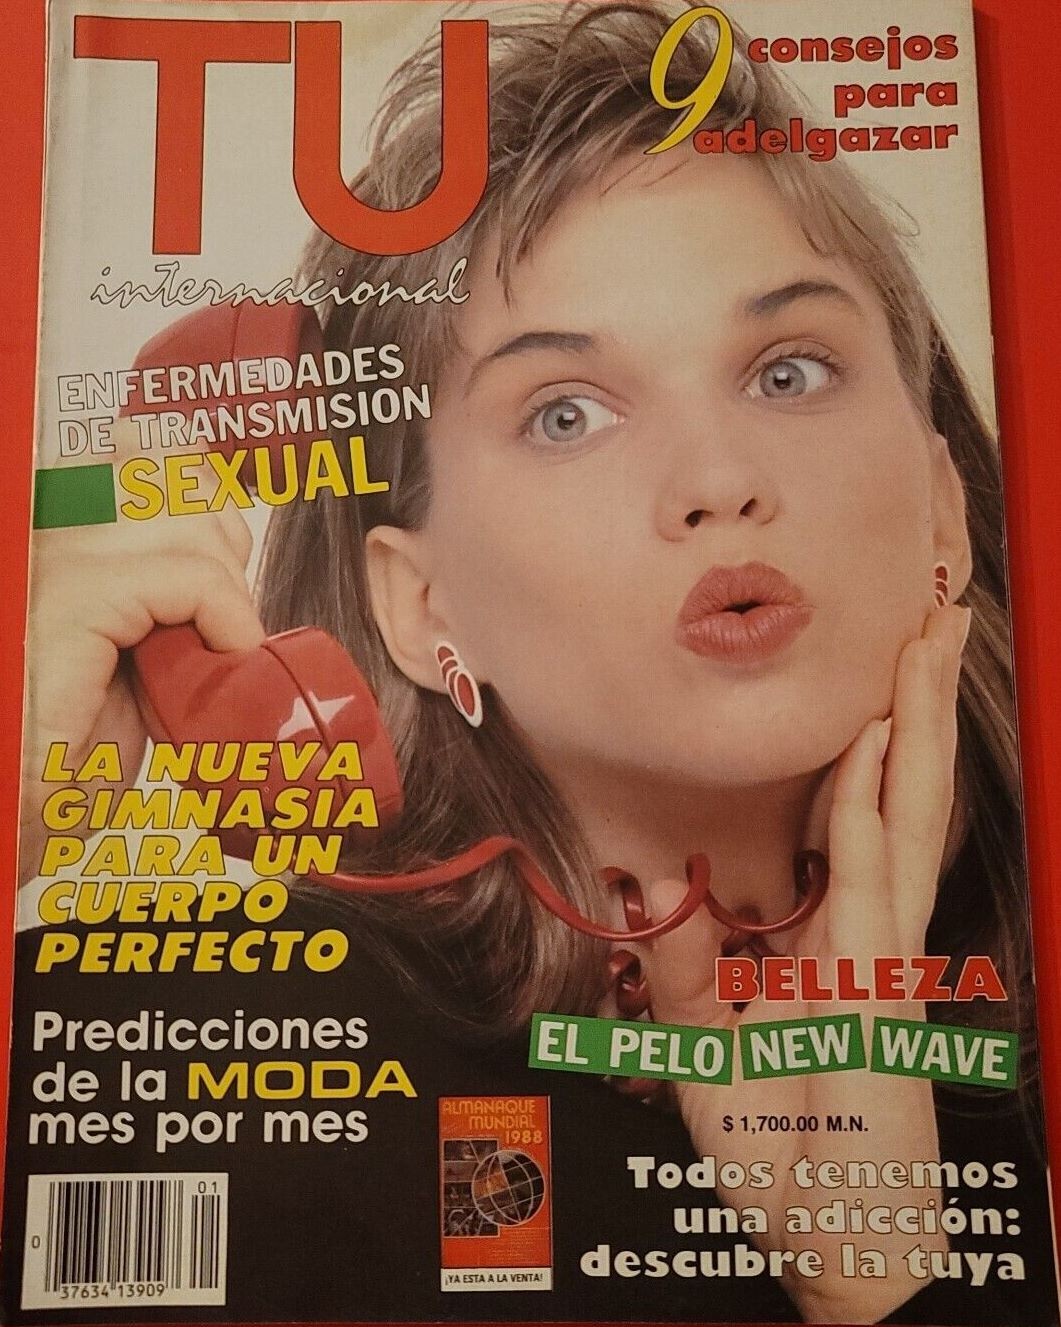 TU
internacional
9 consejos
para
adelgazar
ENFERMEDADES
DE TRANSMISION
SEXUAL
LA NUEVA
GIMNASIA
PARA UN
CUERPO
PERFECTO
Predicciones
de la MODA
mes por mes
BELLEZA
EL PELO NEW WAVE
$ 1,700.00 M.N.
Todos tenemos
una adicción:
descubre la tuya
ALMANAQUE
MUNDIAL
1988
¡YA ESTA A LA VENTA!
01
0
37634 13909